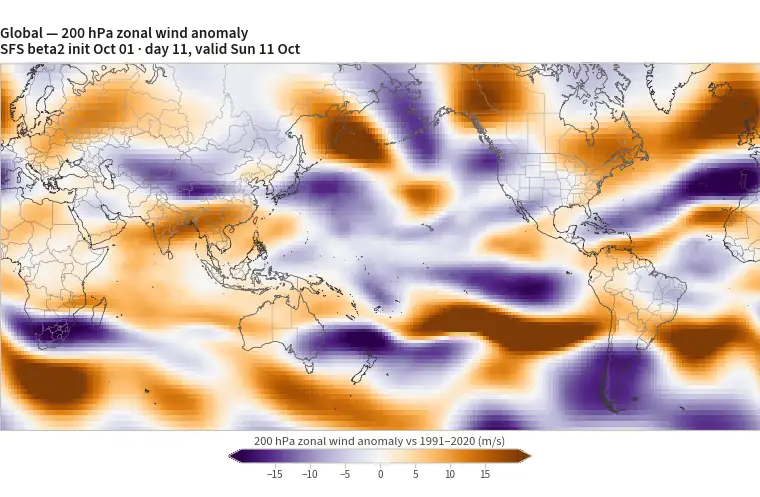 Global — 200 hPa zonal wind anomaly
SFS beta2 init Oct 01 · day 11, valid Sun 11 Oct
200 hPa zonal wind anomaly vs 1991–2020 (m/s)
−15 −10 −5 0 5 10 15